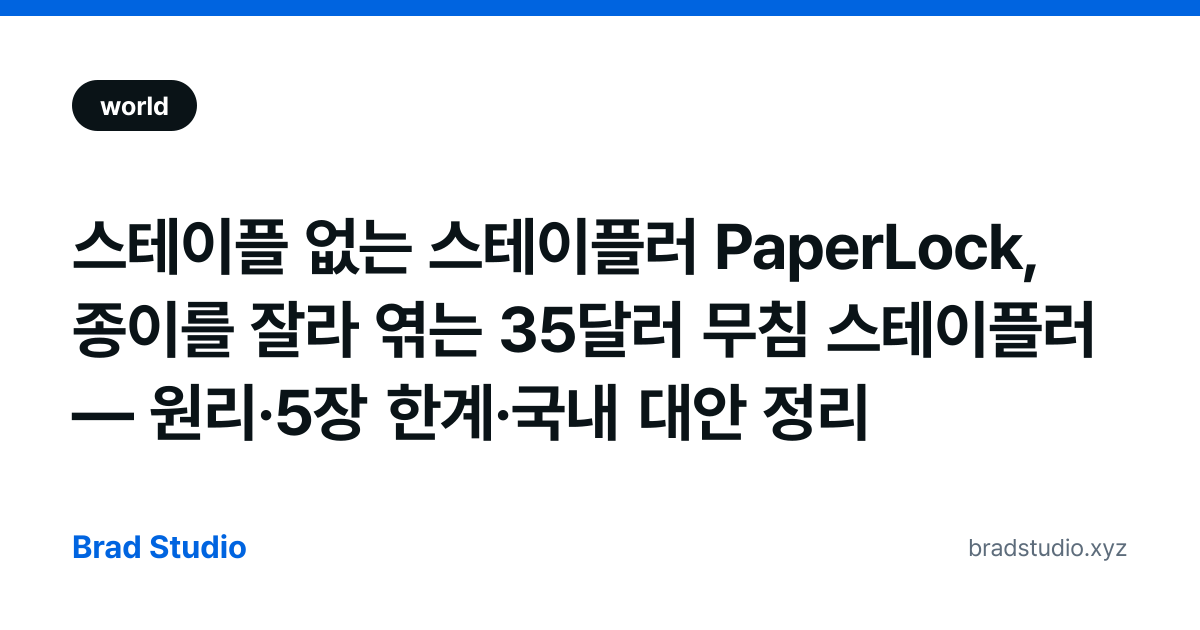 world
스테이플 없는 스테이플러 PaperLock,
종이를 잘라 엮는 35달러 무침 스테이플러
— 원리·5장 한계·국내 대안 정리
Brad Studio
bradstudio.xyz